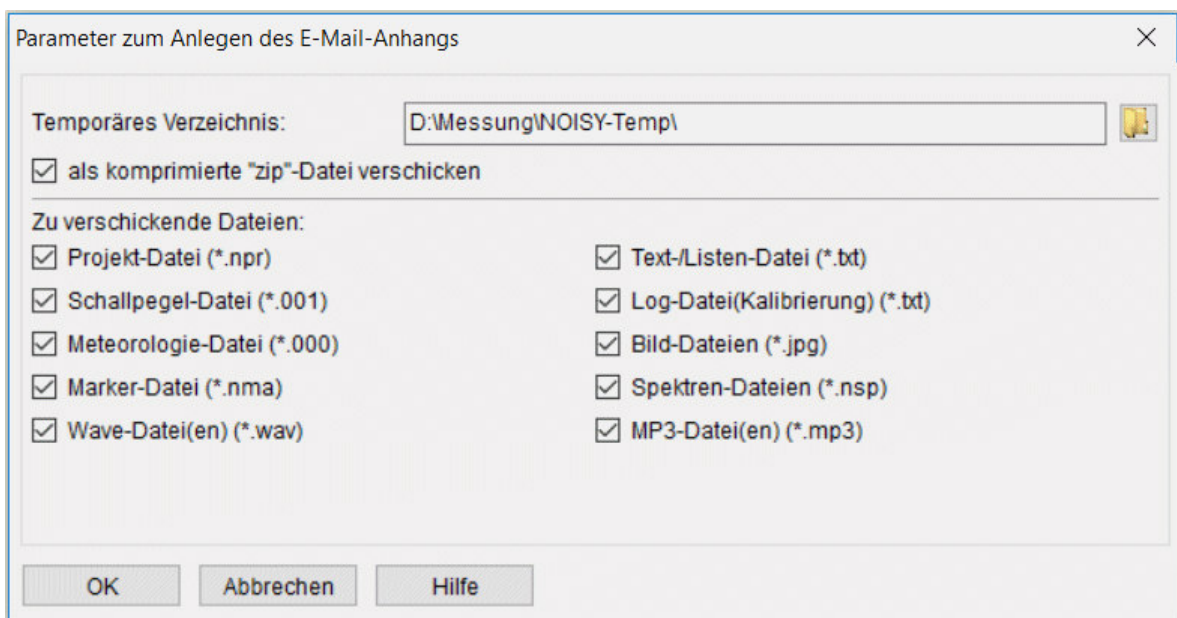 Parameter zum Anlegen des E-Mail-Anhangs
Temporäres Verzeichnis: D:\Messung\NOISY-Temp\
als komprimierte "zip"-Datei verschicken
Zu verschickende Dateien:
Projekt-Datei (*.npr) Text-/Listen-Datei (*.txt)
Schallpegel-Datei (*.001) Log-Datei(Kalibrierung) (*.txt)
Meteorologie-Datei (*.000) Bild-Dateien (*.jpg)
Marker-Datei (*.nma) Spektren-Dateien (*.nsp)
Wave-Datei(en) (*.wav) MP3-Datei(en) (*.mp3)
OK Abbrechen Hilfe